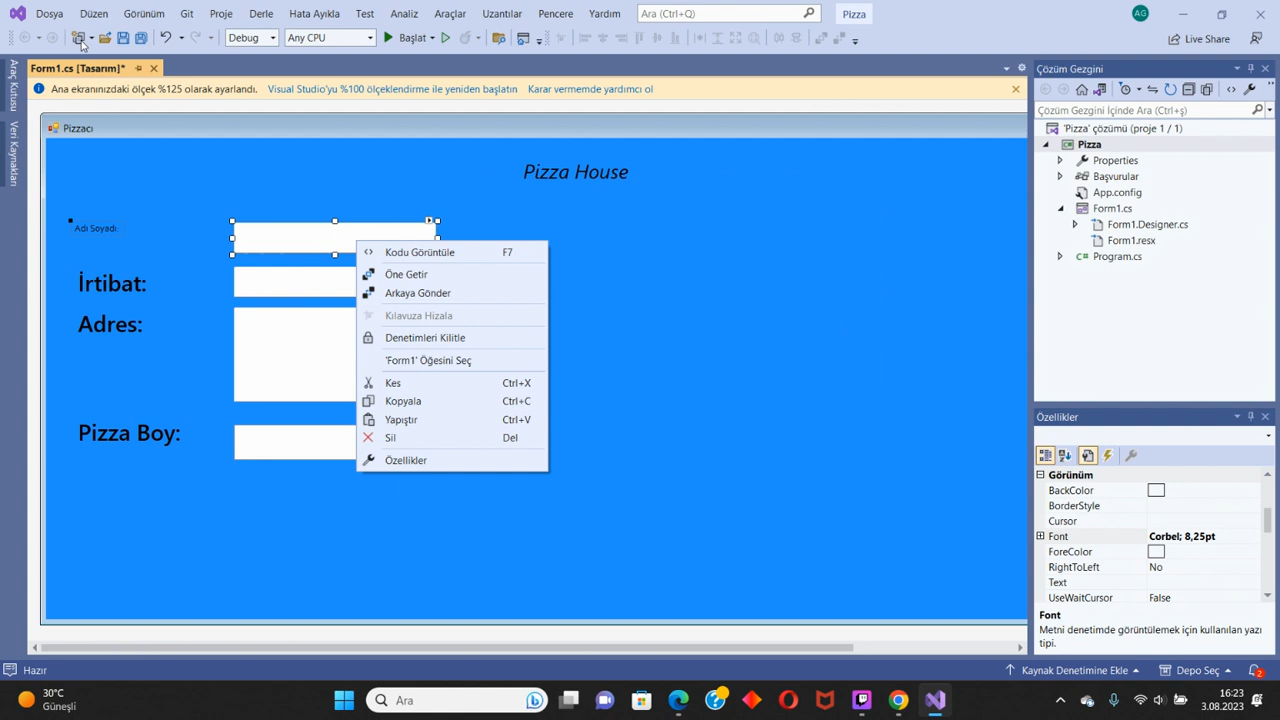 Dosya Düzen Görünüm Git Proje Derle Hata Ayıkla Test Analiz Araçlar Uzantılar Pencere Yardım Ara (Ctrl+Q) Pizza AG
Debug Any CPU Başlat Live Share
Form1.cs [Tasarım]*
Ana ekranınızdaki ölçek %125 olarak ayarlandı. Visual Studio'yu %100 ölçeklendirme ile yeniden başlatın Karar vermemde yardımcı ol
Araç Kutusu
Veri Kaynakları
Pizzacı
Pizza House
Adı Soyadı:
İrtibat:
Adres:
Pizza Boy:
Kodu Görüntüle F7
Öne Getir
Arkaya Gönder
Kılavuza Hizala
Denetimleri Kilitle
'Form1' Öğesini Seç
Kes Ctrl+X
Kopyala Ctrl+C
Yapıştır Ctrl+V
Sil Del
Özellikler
Çözüm Gezgini
Çözüm Gezgini İçinde Ara (Ctrl+ş)
'Pizza' çözümü (proje 1 / 1)
Pizza
Properties
Başvurular
App.config
Form1.cs
Form1.Designer.cs
Form1.resx
Program.cs
Özellikler
Görünüm
BackColor
BorderStyle
Cursor
Font Corbel; 8,25pt
ForeColor
RightToLeft No
Text
UseWaitCursor False
Font
Metni denetimde görüntülemek için kullanılan yazı
tipi.
Hazır Kaynak Denetimine Ekle Depo Seç 2
30°C
Güneşli
Ara
16:23
3.08.2023